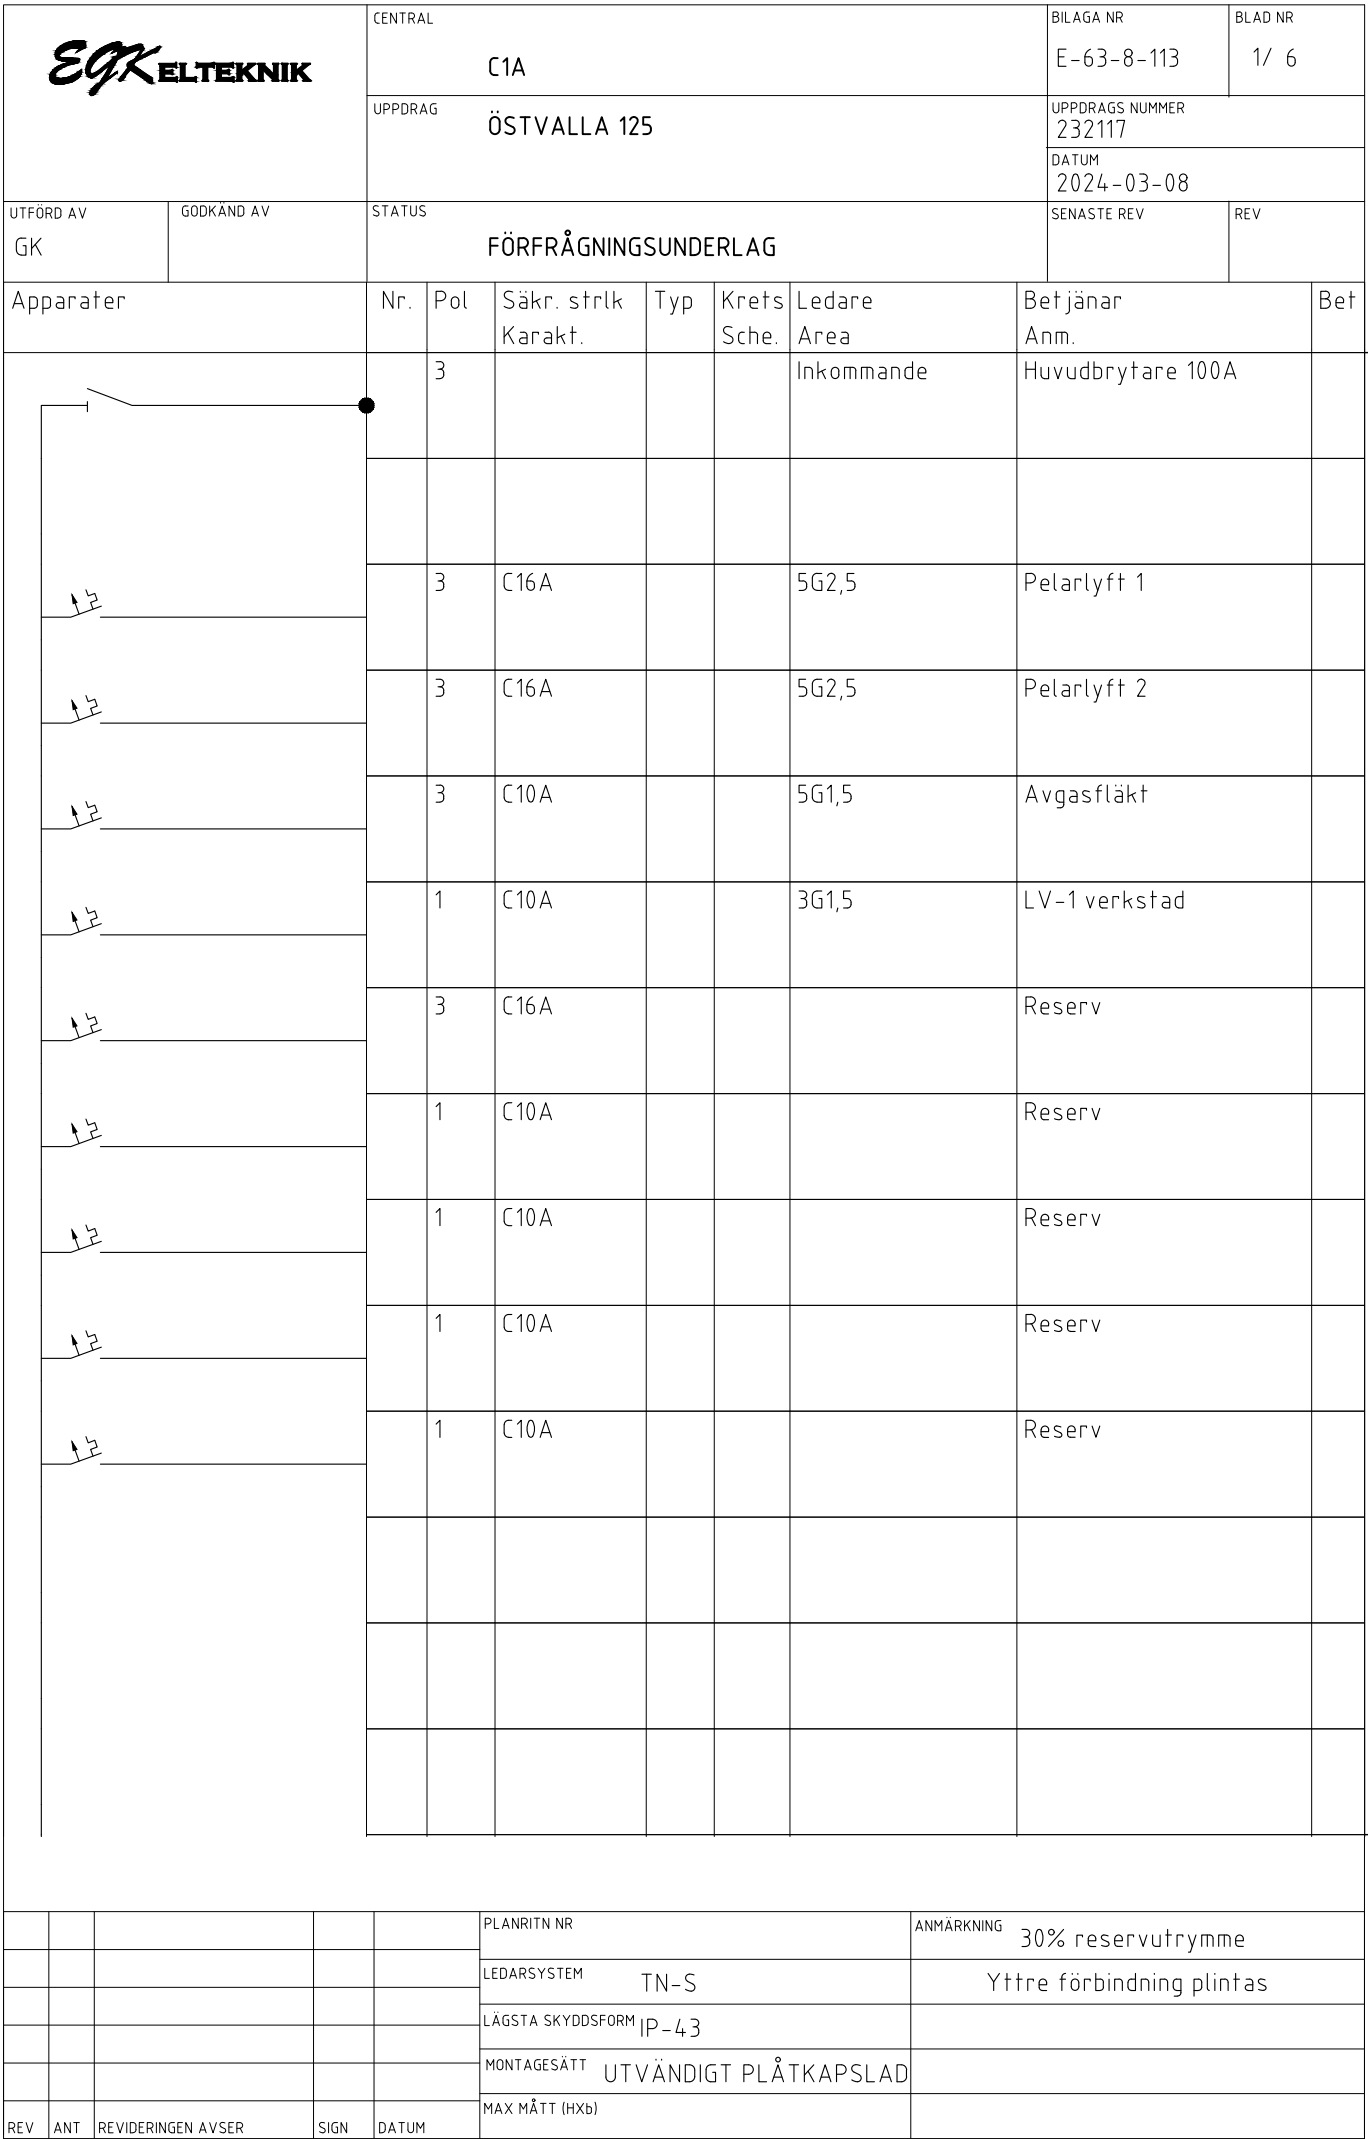 EGK ELTEKNIK
CENTRAL
C1A
BILAGA NR
E-63-8-113
BLAD NR
1/ 6
UPPDRAG
ÖSTVALLA 125
UPPDRAGS NUMMER
232117
DATUM
2024-03-08
UTFÖRD AV
GK
GODKÄND AV
STATUS
FÖRFRÅGNINGSUNDERLAG
SENASTE REV
REV
Apparater Nr. Pol Säkr. strlk Typ Krets Ledare Betjänar Bet
Karakt. Sche. Area Anm.
3 Inkommande Huvudbrytare 100A
3 C16A 5G2,5 Pelarlyft 1
3 C16A 5G2,5 Pelarlyft 2
3 C10A 5G1,5 Avgasfläkt
1 C10A 3G1,5 LV-1 verkstad
3 C16A Reserv
1 C10A Reserv
1 C10A Reserv
1 C10A Reserv
1 C10A Reserv
PLANRITN NR
ANMÄRKNING 30% reservutrymme
LEDARSYSTEM TN-S
Yttre förbindning plintas
LÄGSTA SKYDDSFORM IP-43
MONTAGESÄTT UTVÄNDIGT PLÅTKAPSLAD
MAX MÅTT (HXb)
REV ANT REVIDERINGEN AVSER SIGN DATUM